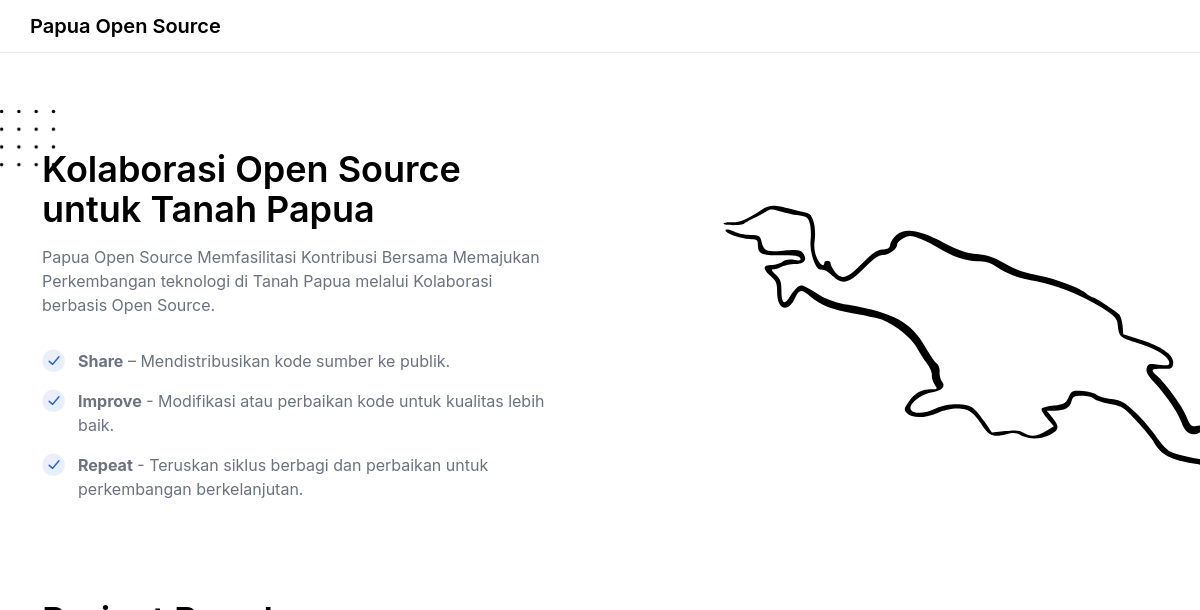 Papua Open Source
Kolaborasi Open Source
untuk Tanah Papua
Papua Open Source Memfasilitasi Kontribusi Bersama Memajukan
Perkembangan teknologi di Tanah Papua melalui Kolaborasi
berbasis Open Source.
Share – Mendistribusikan kode sumber ke publik.
Improve - Modifikasi atau perbaikan kode untuk kualitas lebih
baik.
Repeat - Teruskan siklus berbagi dan perbaikan untuk
perkembangan berkelanjutan.